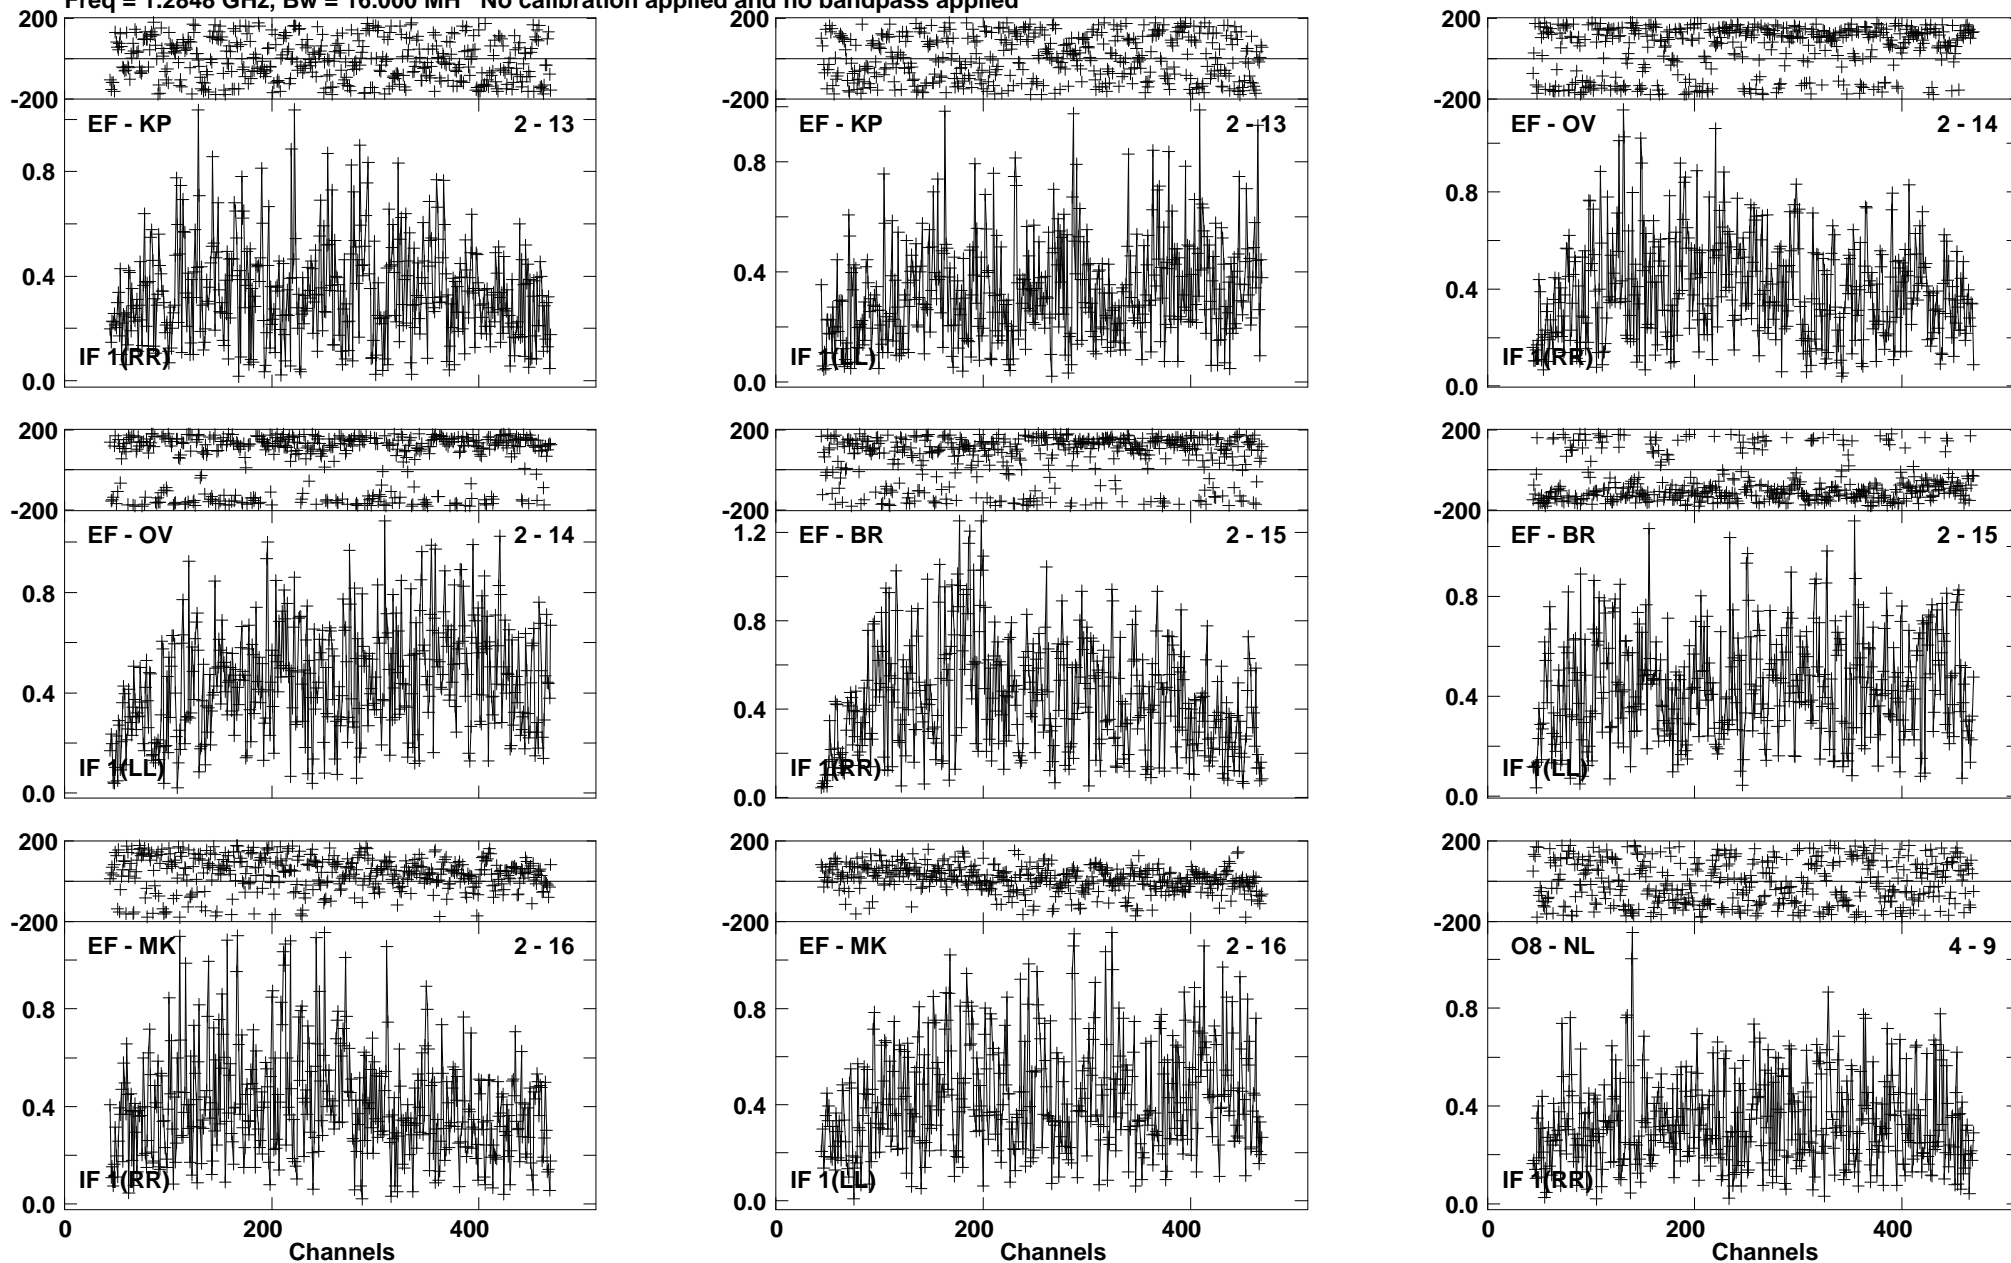 Freq = 1.2848 GHz, Bw = 16.000 MH No calibration applied and no bandpass applied
200
-200
EF - KP 2 - 13
0.8
0.4
0.0
IF 1(RR)
200
-200
EF - KP 2 - 13
0.8
0.4
0.0
IF 1(LL)
200
-200
EF - OV 2 - 14
0.8
0.4
0.0
IF 1(RR)
200
-200
EF - OV 2 - 14
0.8
0.4
0.0
IF 1(LL)
200
-200
EF - BR 2 - 15
1.2
0.8
0.4
0.0
IF 1(RR)
200
-200
EF - BR 2 - 15
0.8
0.4
0.0
IF 1(LL)
200
-200
EF - MK 2 - 16
0.8
0.4
0.0
IF 1(RR)
0 200 400
Channels
200
-200
EF - MK 2 - 16
0.8
0.4
0.0
IF 1(LL)
0 200 400
Channels
200
-200
O8 - NL 4 - 9
0.8
0.4
0.0
IF 1(RR)
0 200 400
Channels